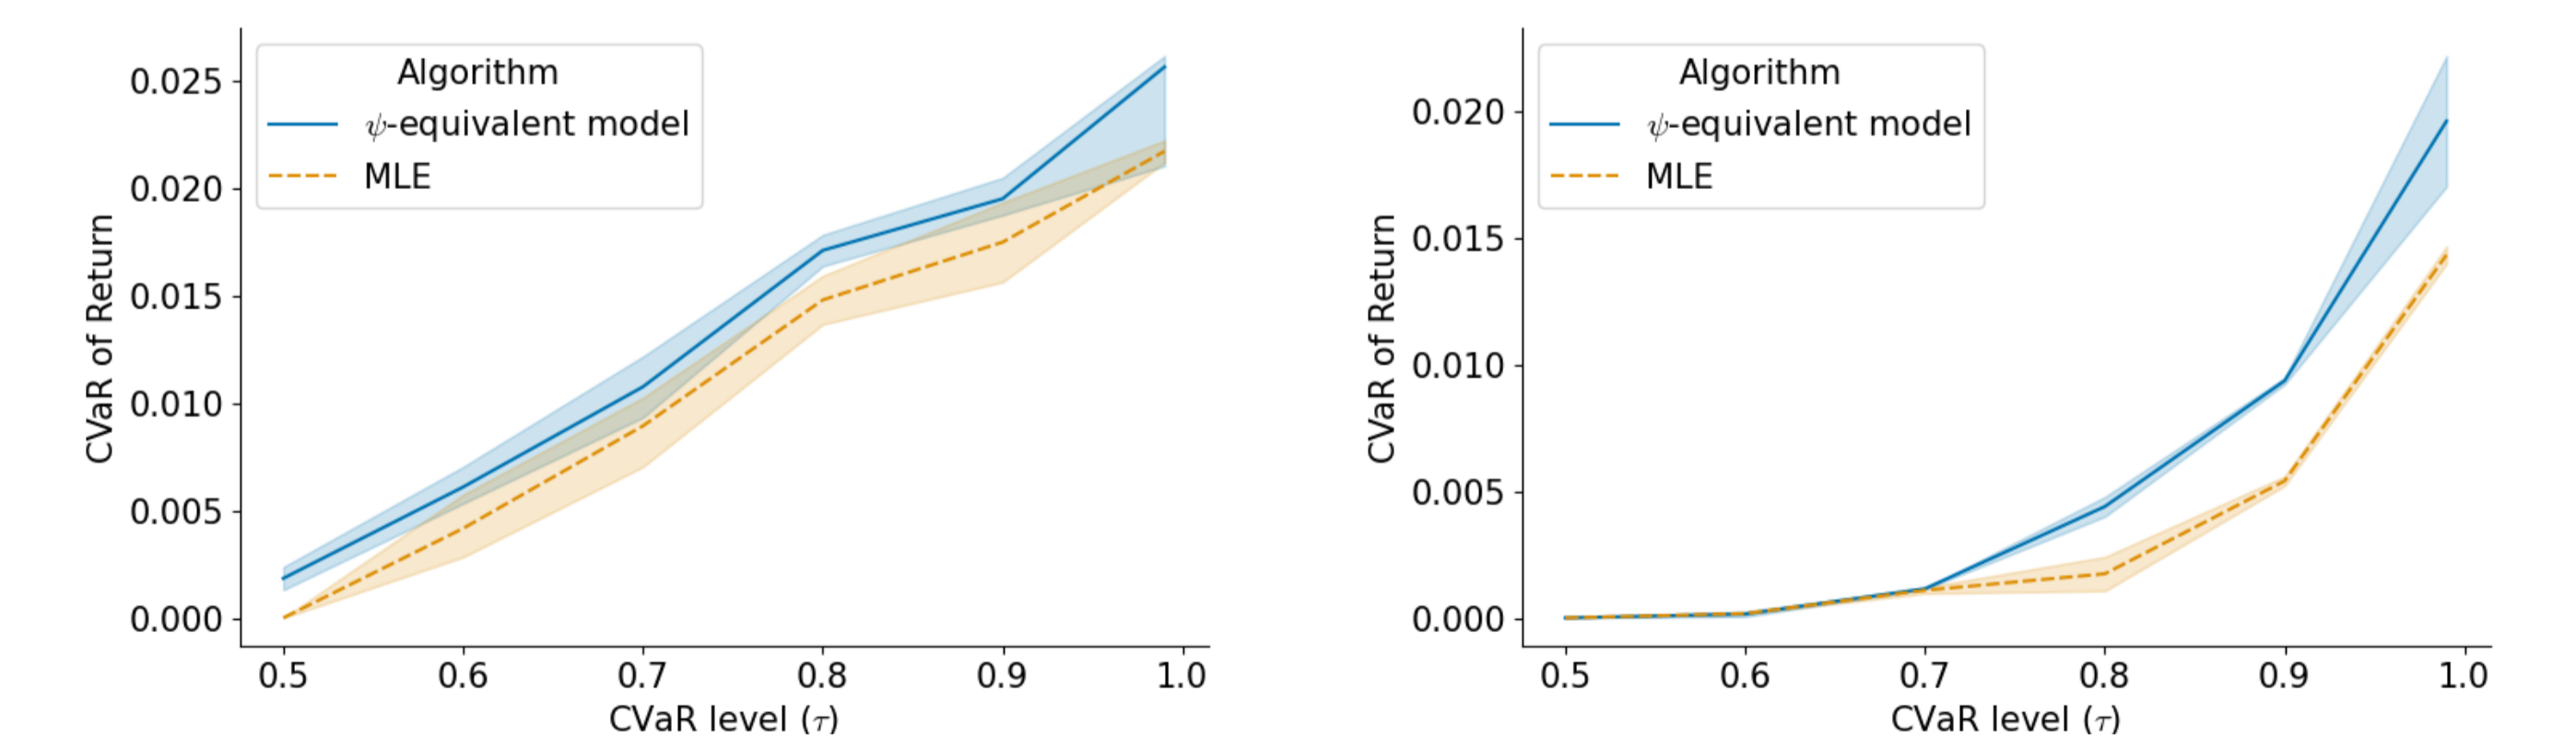 CVaR of Return
0.025
0.020
0.015
0.010
0.005
0.000
Algorithm
ψ-equivalent model
MLE
0.5 0.6 0.7 0.8 0.9 1.0
CVaR level (τ)
CVaR of Return
0.020
0.015
0.010
0.005
0.000
Algorithm
ψ-equivalent model
MLE
0.5 0.6 0.7 0.8 0.9 1.0
CVaR level (τ)